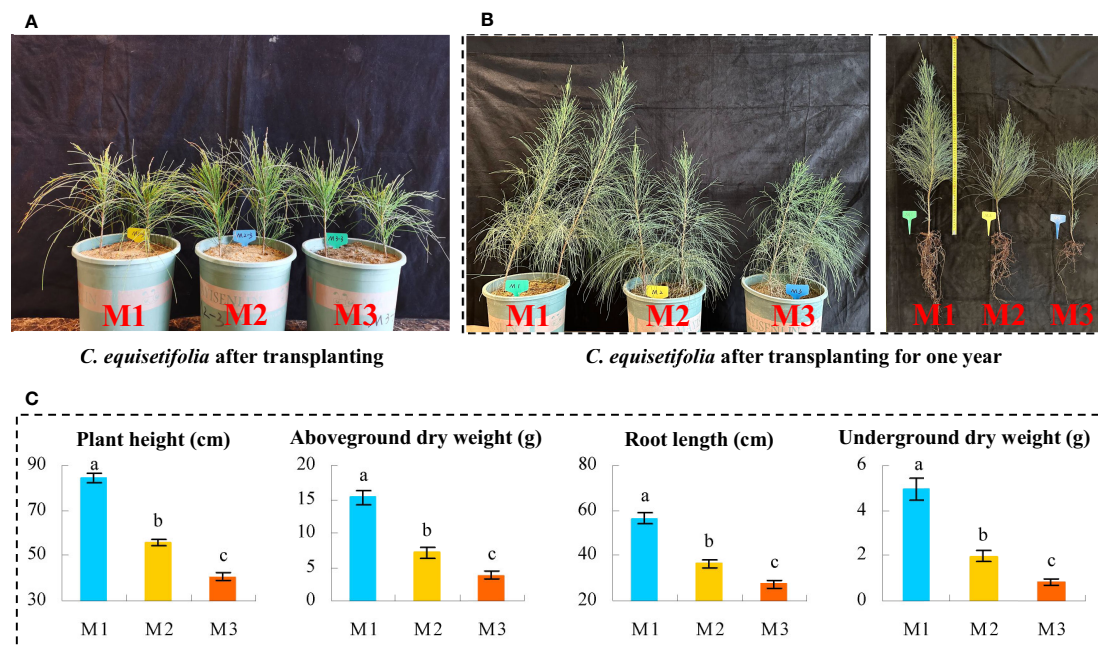 A
B
M1
M2
M3
M1
M2
M3
M1
M2
M3
C. equisetifolia after transplanting
C. equisetifolia after transplanting for one year
C
Plant height (cm)
90
70
50
30
a
b
c
M1
M2
M3
Aboveground dry weight (g)
20
15
10
5
0
a
b
c
M1
M2
M3
Root length (cm)
80
60
40
20
a
b
c
M1
M2
M3
Underground dry weight (g)
6
4
2
0
a
b
c
M1
M2
M3